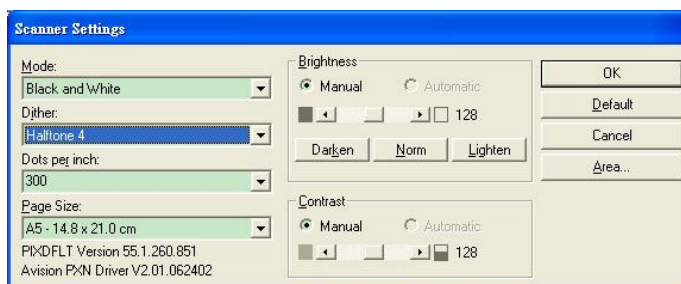 Scanner Settings
Mode:
Black and White
Dither:
Halftone 4
Dots per inch:
300
Page Size:
A5 - 14.8 x 21.0 cm
PIXDFLT Version 55.1.260.851
Avision PXN Driver V2.01.062402
Brightness
Manual Automatic
128
Darken Norm Lighten
Contrast
Manual Automatic
128
OK
Default
Cancel
Area...